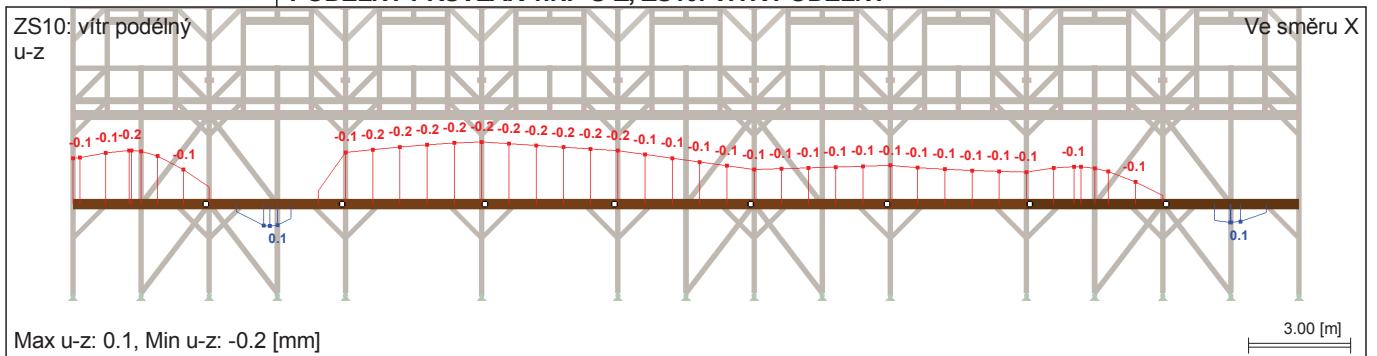 ZS10: vítr podélný
Ve směru X
u-z
-0.1 -0.1 -0.2 -0.1 -0.1 -0.2 -0.2 -0.2 -0.2 -0.2 -0.2 -0.2 -0.2 -0.2 -0.2 -0.1 -0.1 -0.1 -0.1 -0.1 -0.1 -0.1 -0.1 -0.1 -0.1 -0.1 -0.1 -0.1 -0.1 -0.1 -0.1
0.1
0.1
Max u-z: 0.1, Min u-z: -0.2 [mm]
3.00 [m]